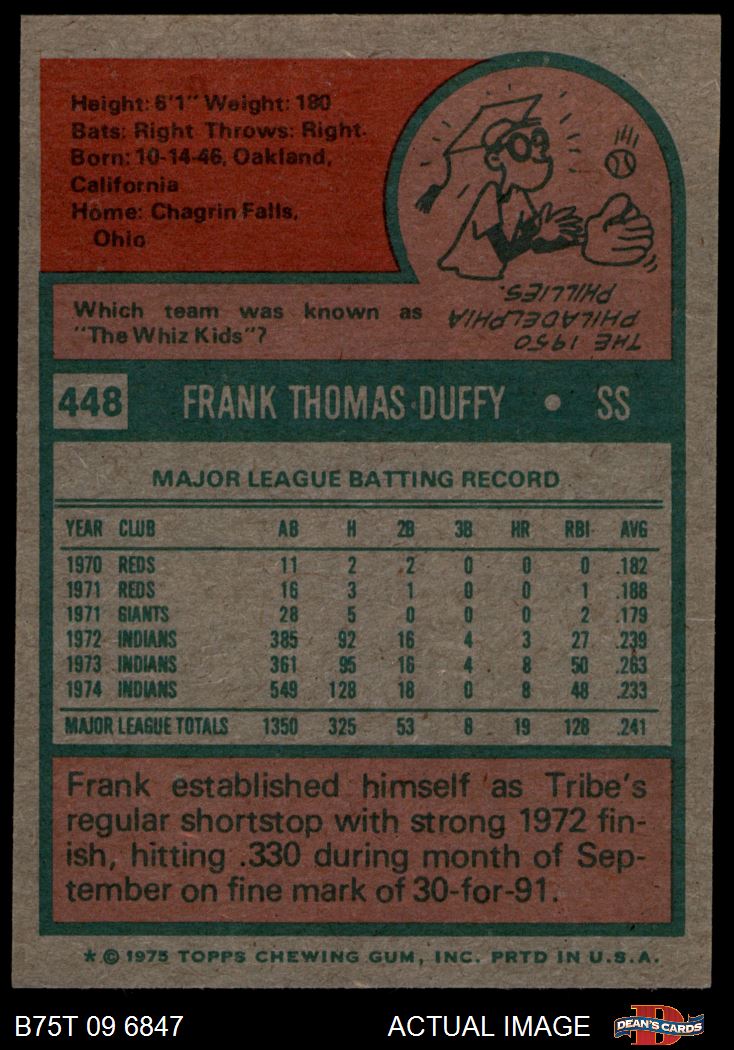 Height: 6'1" Weight: 180
Bats: Right Throws: Right
Born: 10-14-46, Oakland,
California
Home: Chagrin Falls,
Ohio
Which team was known as
"The Whiz Kids"?
THE 1950
PHILADELPHIA
PHILLIES.
448 FRANK THOMAS DUFFY • SS
MAJOR LEAGUE BATTING RECORD
YEAR CLUB AB H 2B 3B HR RBI AVG
1970 REDS 11 2 2 0 0 0 .182
1971 REDS 16 3 1 0 0 1 .188
1971 GIANTS 28 5 0 0 0 2 .179
1972 INDIANS 385 92 16 4 3 27 .239
1973 INDIANS 361 95 16 4 8 50 .263
1974 INDIANS 549 128 18 0 8 48 .233
MAJOR LEAGUE TOTALS 1350 325 53 8 19 128 .241
Frank established himself as Tribe's
regular shortstop with strong 1972 fin-
ish, hitting .330 during month of Sep-
tember on fine mark of 30-for-91.
* © 1975 TOPPS CHEWING GUM, INC. PRTD IN U.S.A.
B75T 09 6847 ACTUAL IMAGE
D
DEAN'S CARDS